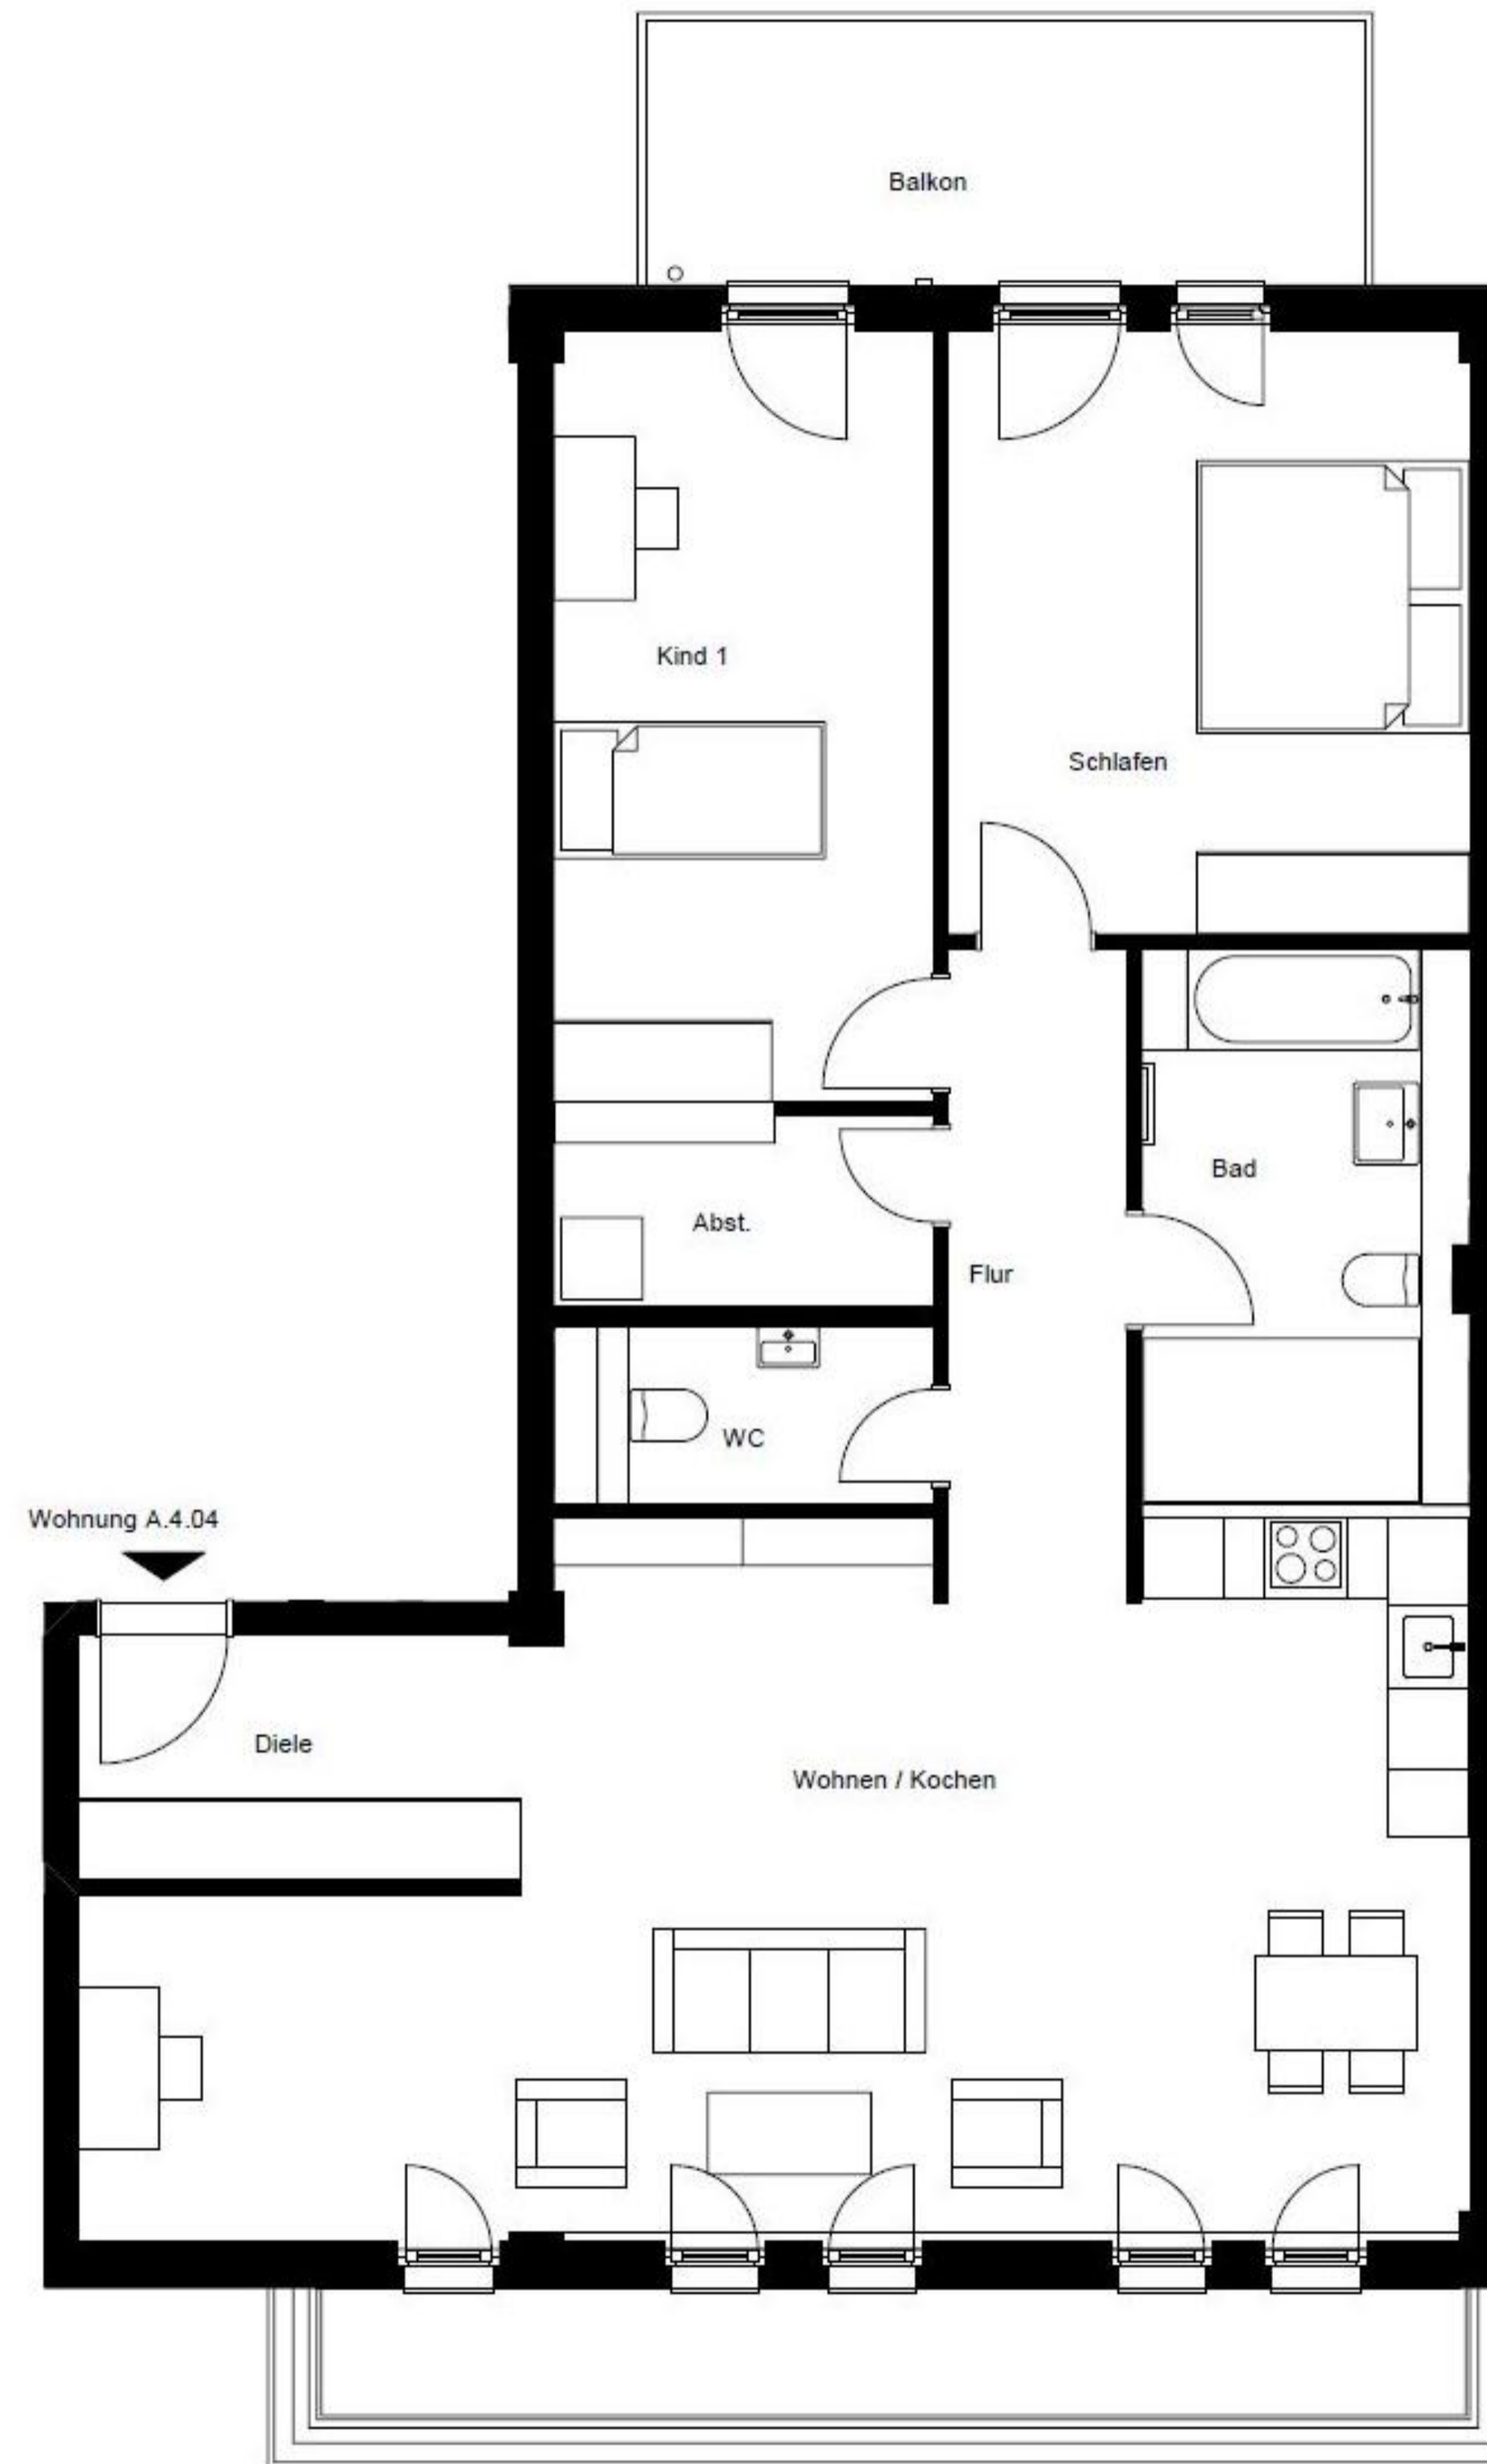 Balkon
Kind 1
Schlafen
Bad
Abst.
Flur
WC
Wohnung A.4.04
Diele
Wohnen / Kochen